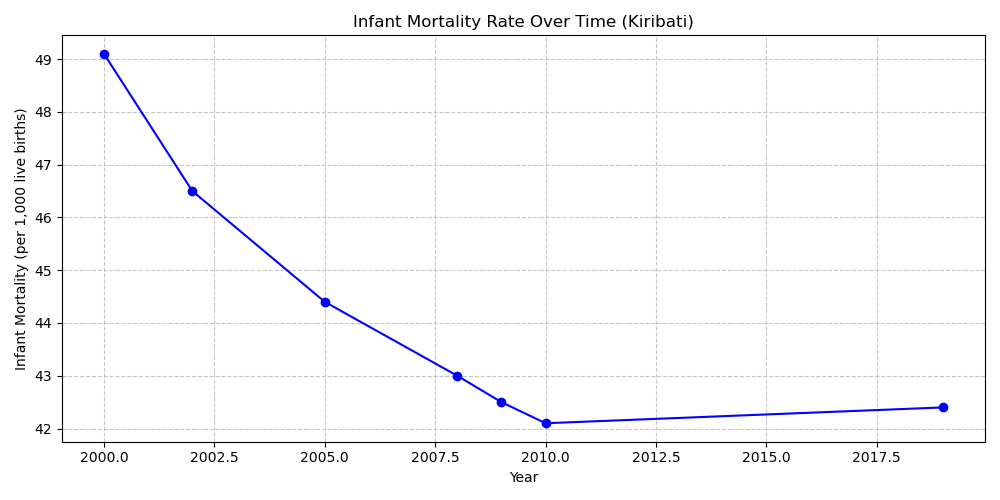 Infant Mortality Rate Over Time (Kiribati)
Infant Mortality (per 1,000 live births)
49
48
47
46
45
44
43
42
2000.0 2002.5 2005.0 2007.5 2010.0 2012.5 2015.0 2017.5
Year